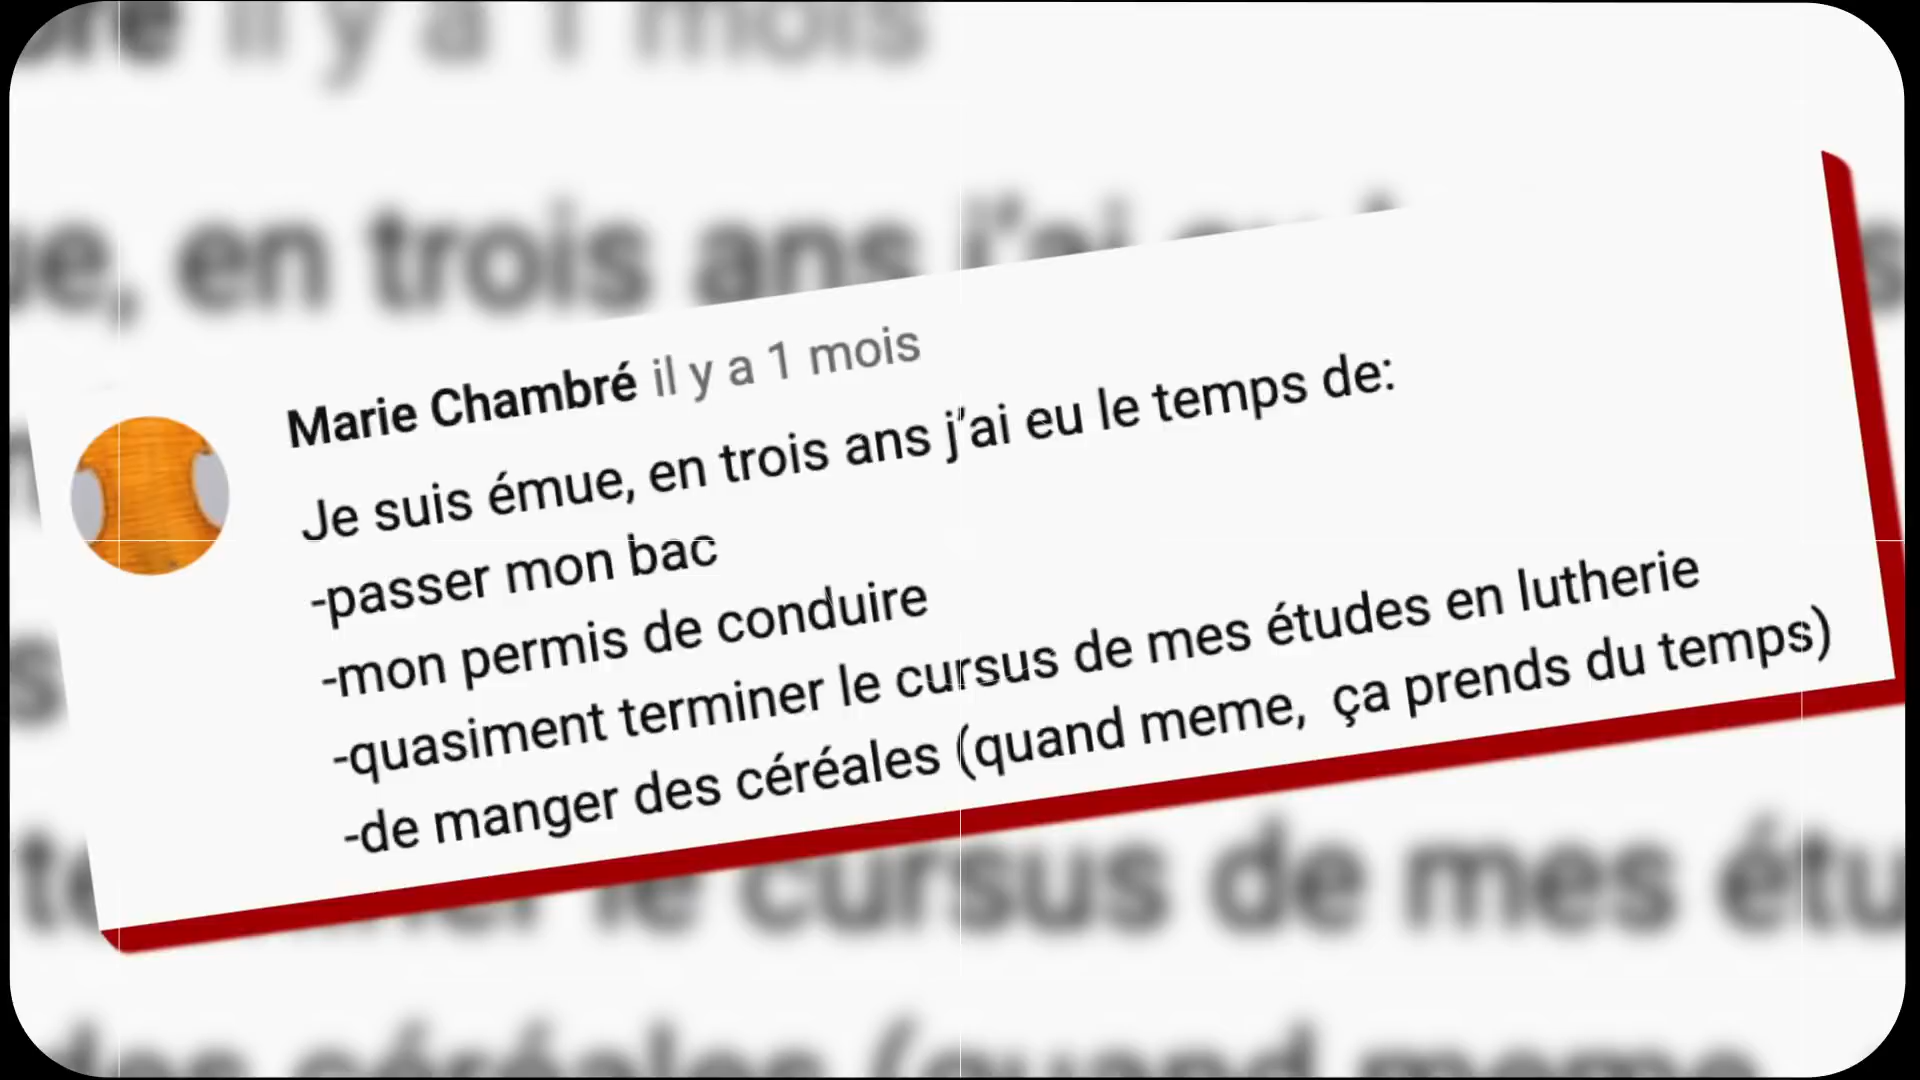 Marie Chambré il y a 1 mois
Je suis émue, en trois ans j'ai eu le temps de:
-passer mon bac
-mon permis de conduire
-quasiment terminer le cursus de mes études en lutherie
-de manger des céréales (quand meme,  ça prends du temps)